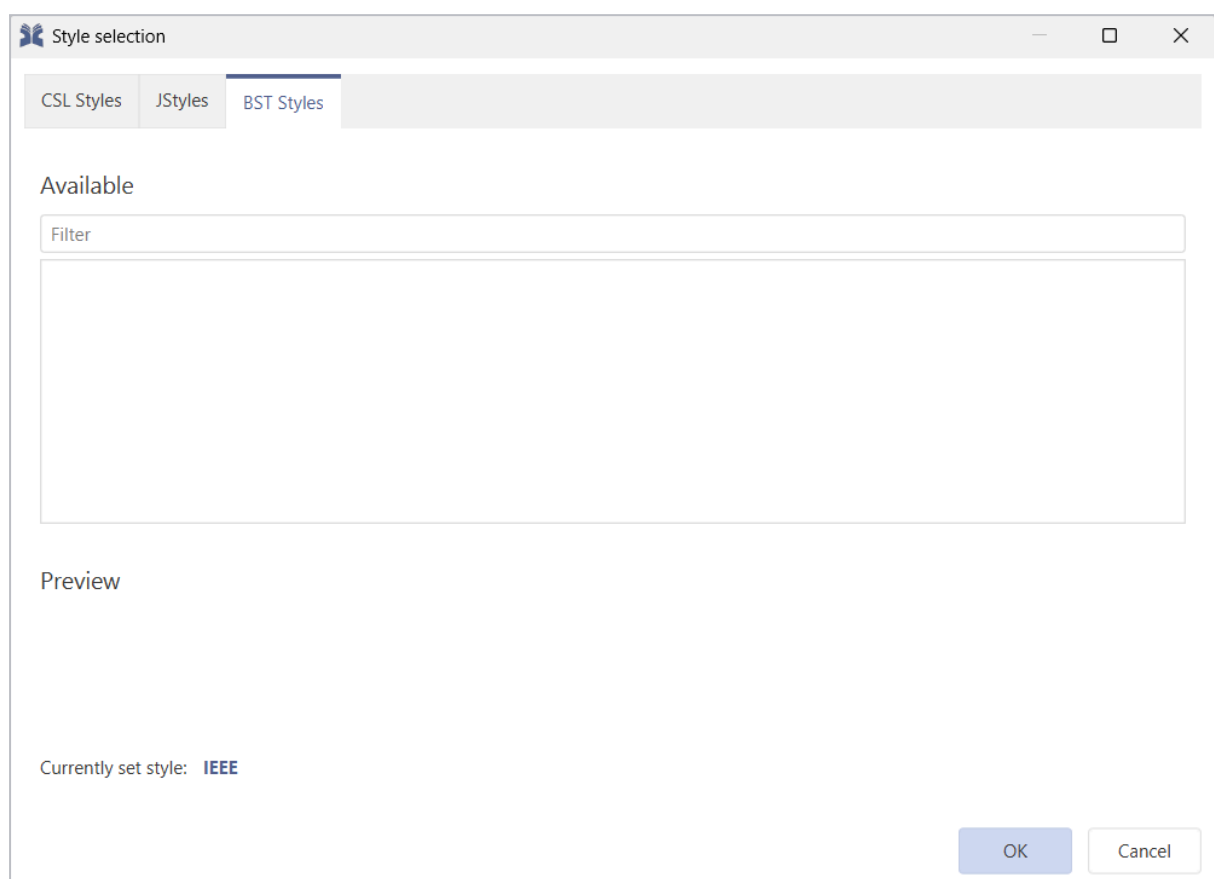 Style selection
CSL Styles JStyles BST Styles
Available
Filter
Preview
Currently set style: IEEE
OK Cancel